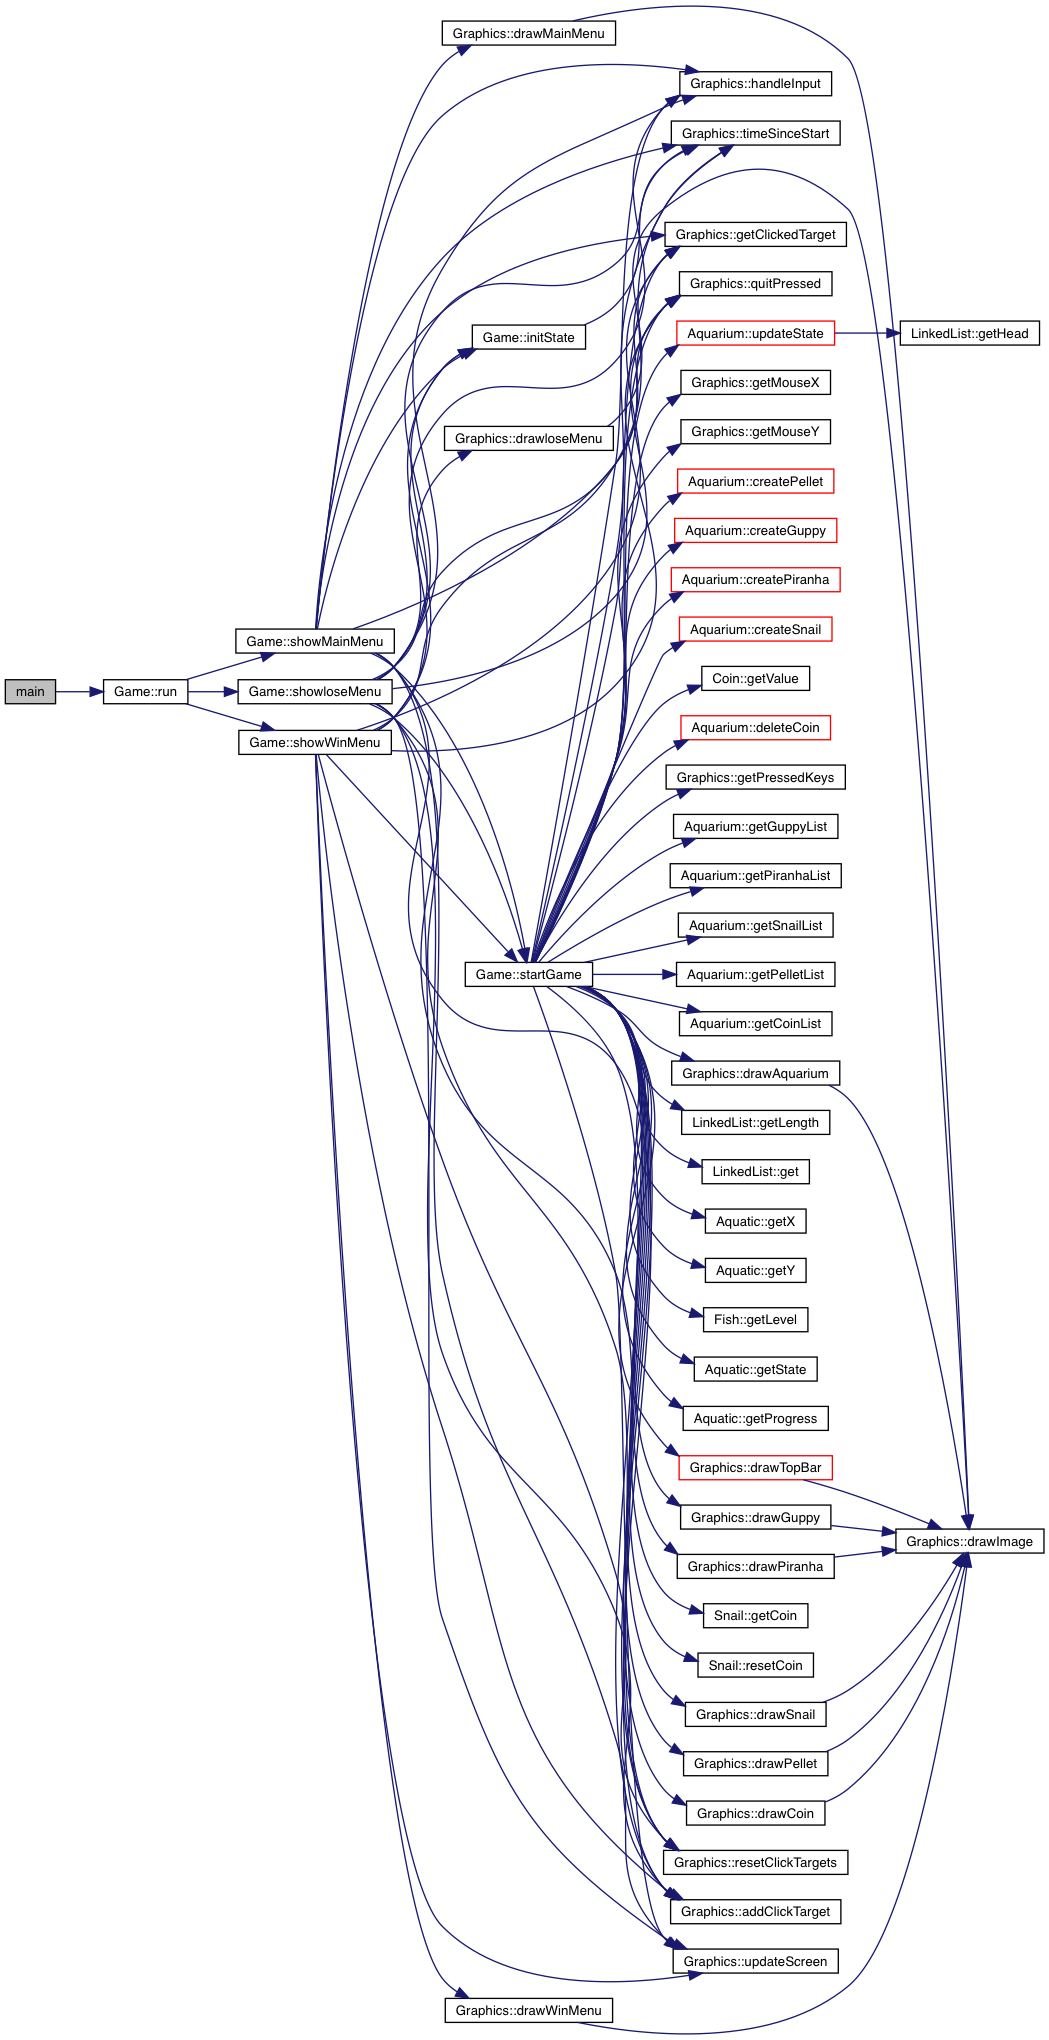 Graphics::drawMainMenu
Graphics::handleInput
Graphics::timeSinceStart
Graphics::getClickedTarget
Graphics::quitPressed
Game::initState
Aquarium::updateState
LinkedList::getHead
Graphics::getMouseX
Graphics::drawloseMenu
Graphics::getMouseY
Aquarium::createPellet
Aquarium::createGuppy
Aquarium::createPiranha
Aquarium::createSnail
Game::showMainMenu
Coin::getValue
main
Game::run
Game::showloseMenu
Aquarium::deleteCoin
Game::showWinMenu
Graphics::getPressedKeys
Aquarium::getGuppyList
Aquarium::getPiranhaList
Aquarium::getSnailList
Game::startGame
Aquarium::getPelletList
Aquarium::getCoinList
Graphics::drawAquarium
LinkedList::getLength
LinkedList::get
Aquatic::getX
Aquatic::getY
Fish::getLevel
Aquatic::getState
Aquatic::getProgress
Graphics::drawTopBar
Graphics::drawGuppy
Graphics::drawImage
Graphics::drawPiranha
Snail::getCoin
Snail::resetCoin
Graphics::drawSnail
Graphics::drawPellet
Graphics::drawCoin
Graphics::resetClickTargets
Graphics::addClickTarget
Graphics::updateScreen
Graphics::drawWinMenu